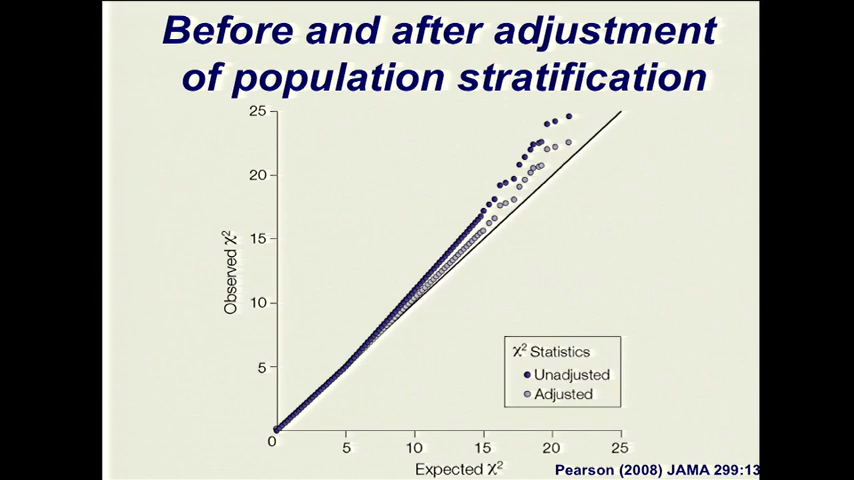 Before and after adjustment
of population stratification
25
20
15
10
5
0
5
10
15
20
25
Observed χ²
Expected χ²
χ² Statistics
Unadjusted
Adjusted
Pearson (2008) JAMA 299:13